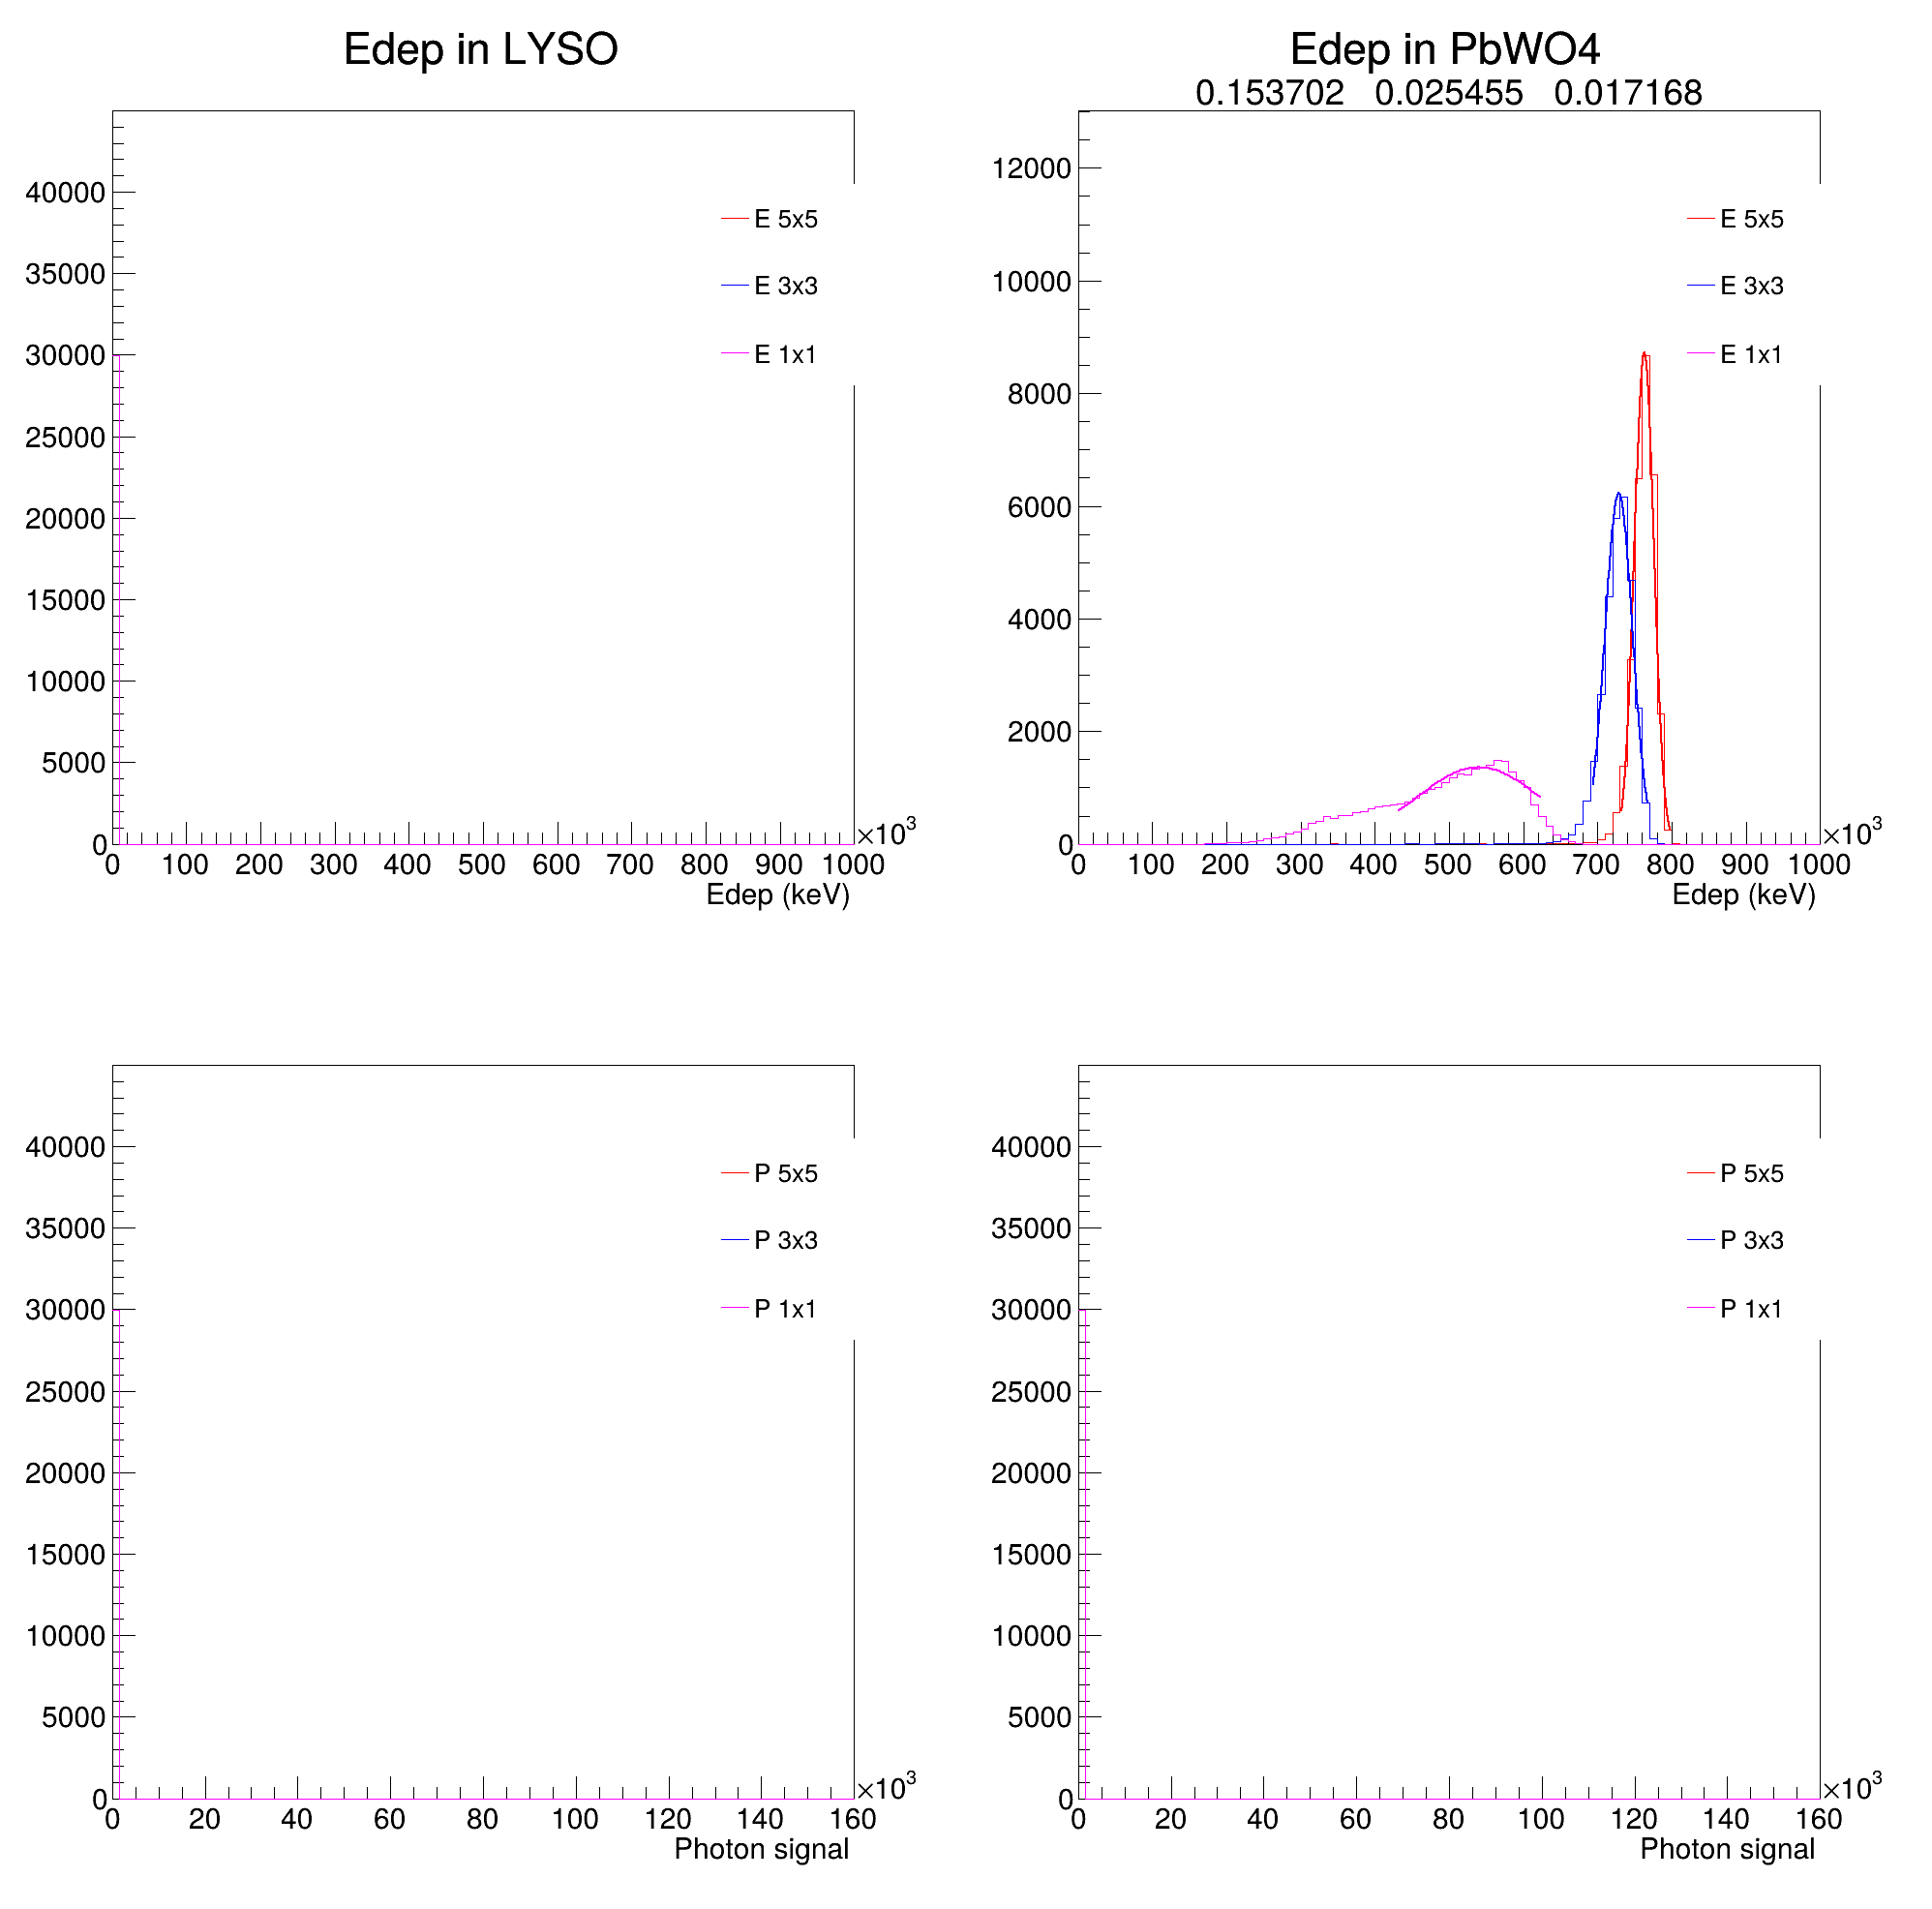 Edep in LYSO
40000
35000
30000
25000
20000
15000
10000
5000
0
E 5x5
E 3x3
E 1x1
0 100 200 300 400 500 600 700 800 900 1000
×10³
Edep (keV)
Edep in PbWO4
0.153702 0.025455 0.017168
12000
10000
8000
6000
4000
2000
0
E 5x5
E 3x3
E 1x1
0 100 200 300 400 500 600 700 800 900 1000
×10³
Edep (keV)
40000
35000
30000
25000
20000
15000
10000
5000
0
P 5x5
P 3x3
P 1x1
0 20 40 60 80 100 120 140 160
×10³
Photon signal
40000
35000
30000
25000
20000
15000
10000
5000
0
P 5x5
P 3x3
P 1x1
0 20 40 60 80 100 120 140 160
×10³
Photon signal